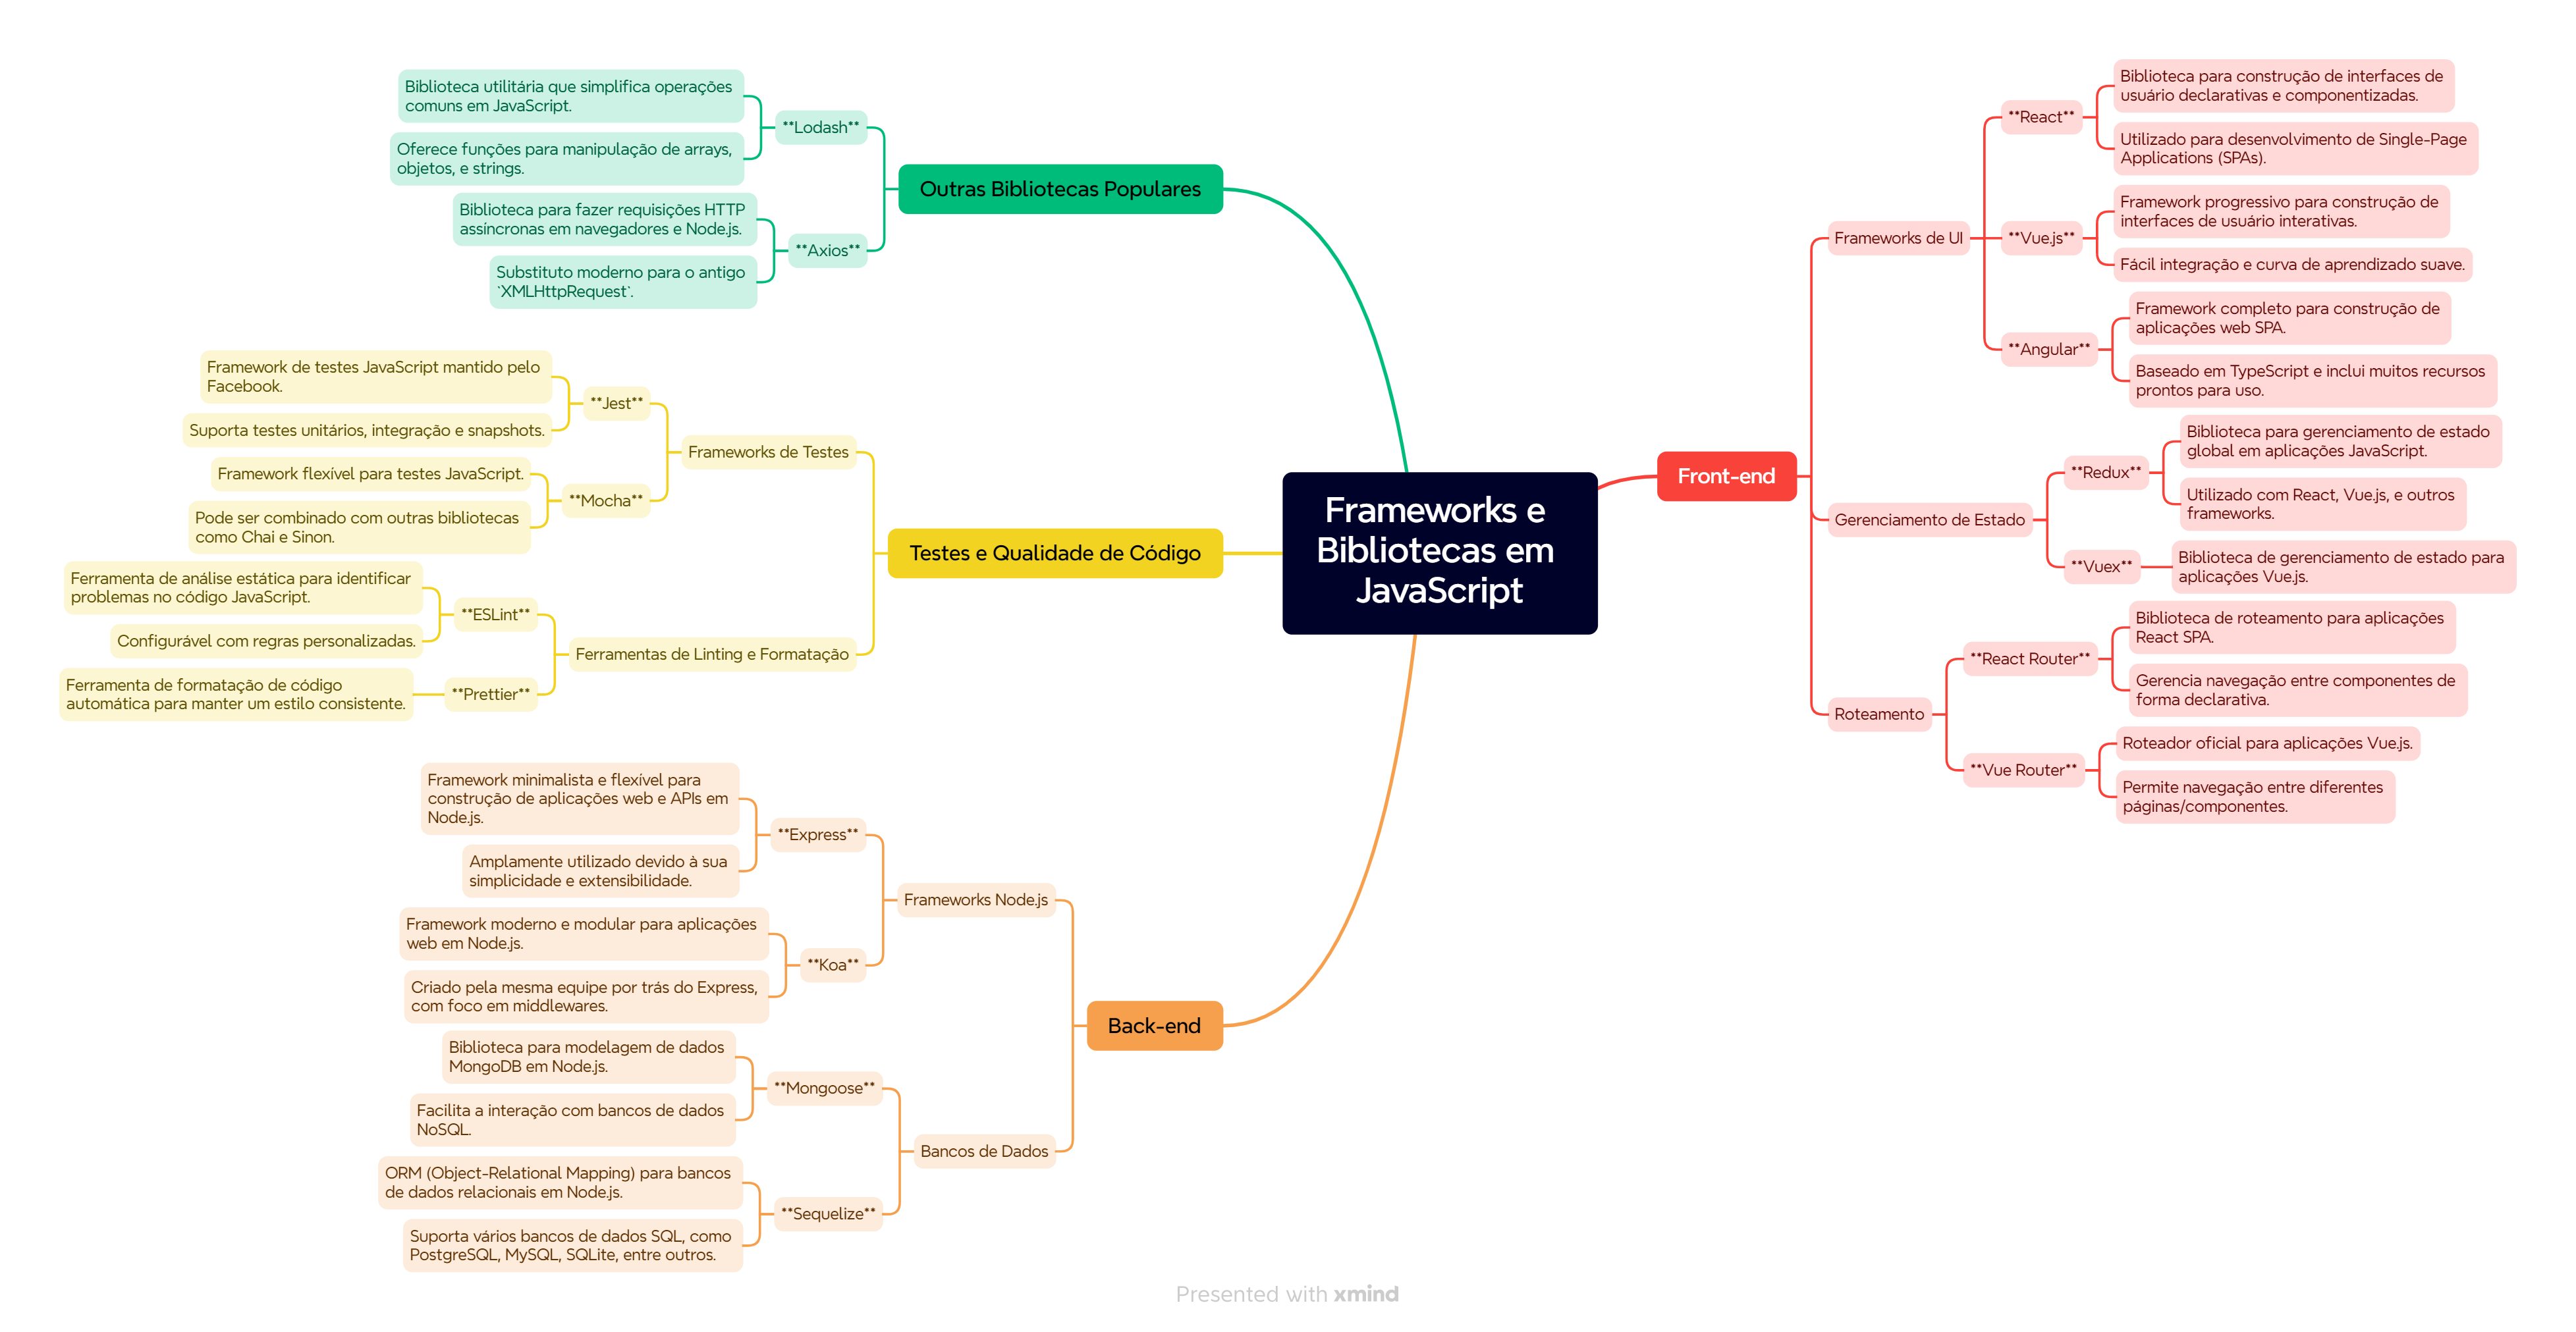 Frameworks e
Bibliotecas em
JavaScript
Front-end
Frameworks de UI
**React**
Biblioteca para construção de interfaces de
usuário declarativas e componentizadas.
Utilizado para desenvolvimento de Single-Page
Applications (SPAs).
**Vue.js**
Framework progressivo para construção de
interfaces de usuário interativas.
Fácil integração e curva de aprendizado suave.
**Angular**
Framework completo para construção de
aplicações web SPA.
Baseado em TypeScript e inclui muitos recursos
prontos para uso.
Gerenciamento de Estado
**Redux**
Biblioteca para gerenciamento de estado
global em aplicações JavaScript.
Utilizado com React, Vue.js, e outros
frameworks.
**Vuex**
Biblioteca de gerenciamento de estado para
aplicações Vue.js.
Roteamento
**React Router**
Biblioteca de roteamento para aplicações
React SPA.
Gerencia navegação entre componentes de
forma declarativa.
**Vue Router**
Roteador oficial para aplicações Vue.js.
Permite navegação entre diferentes
páginas/componentes.
Outras Bibliotecas Populares
**Lodash**
Biblioteca utilitária que simplifica operações
comuns em JavaScript.
Oferece funções para manipulação de arrays,
objetos, e strings.
**Axios**
Biblioteca para fazer requisições HTTP
assíncronas em navegadores e Node.js.
Substituto moderno para o antigo
`XMLHttpRequest`.
Testes e Qualidade de Código
Frameworks de Testes
**Jest**
Framework de testes JavaScript mantido pelo
Facebook.
Suporta testes unitários, integração e snapshots.
**Mocha**
Framework flexível para testes JavaScript.
Pode ser combinado com outras bibliotecas
como Chai e Sinon.
Ferramentas de Linting e Formatação
**ESLint**
Ferramenta de análise estática para identificar
problemas no código JavaScript.
Configurável com regras personalizadas.
**Prettier**
Ferramenta de formatação de código
automática para manter um estilo consistente.
Back-end
Frameworks Node.js
**Express**
Framework minimalista e flexível para
construção de aplicações web e APIs em
Node.js.
Amplamente utilizado devido à sua
simplicidade e extensibilidade.
**Koa**
Framework moderno e modular para aplicações
web em Node.js.
Criado pela mesma equipe por trás do Express,
com foco em middlewares.
Bancos de Dados
**Mongoose**
Biblioteca para modelagem de dados
MongoDB em Node.js.
Facilita a interação com bancos de dados
NoSQL.
**Sequelize**
ORM (Object-Relational Mapping) para bancos
de dados relacionais em Node.js.
Suporta vários bancos de dados SQL, como
PostgreSQL, MySQL, SQLite, entre outros.
Presented with xmind